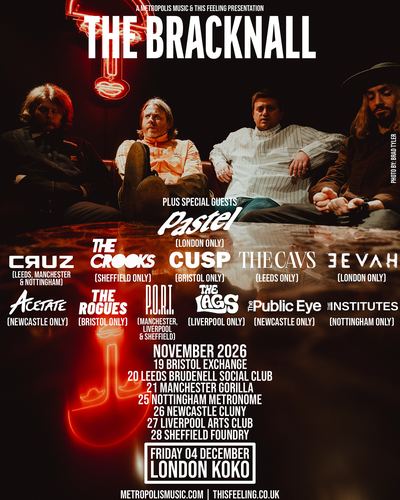 A METROPOLIS MUSIC & THIS FEELING PRESENTATION
THE BRACKNALL
PHOTO BY: BRAD TYLER
PLUS SPECIAL GUESTS
Pastel
(LONDON ONLY)
CRUZ THE CROOKS CUSP THE CAVS BEVAH
(LEEDS, MANCHESTER & NOTTINGHAM) (SHEFFIELD ONLY) (BRISTOL ONLY) (LEEDS ONLY) (LONDON ONLY)
ACETATE THE ROGUES P.O.R.T. THE LAGS The Public Eye THE INSTITUTES
(NEWCASTLE ONLY) (BRISTOL ONLY) (MANCHESTER, LIVERPOOL & SHEFFIELD) (LIVERPOOL ONLY) (NEWCASTLE ONLY) (NOTTINGHAM ONLY)
NOVEMBER 2026
19 BRISTOL EXCHANGE
20 LEEDS BRUDENELL SOCIAL CLUB
21 MANCHESTER GORILLA
25 NOTTINGHAM METRONOME
26 NEWCASTLE CLUNY
27 LIVERPOOL ARTS CLUB
28 SHEFFIELD FOUNDRY
FRIDAY 04 DECEMBER
LONDON KOKO
METROPOLISMUSIC.COM | THISFEELING.CO.UK